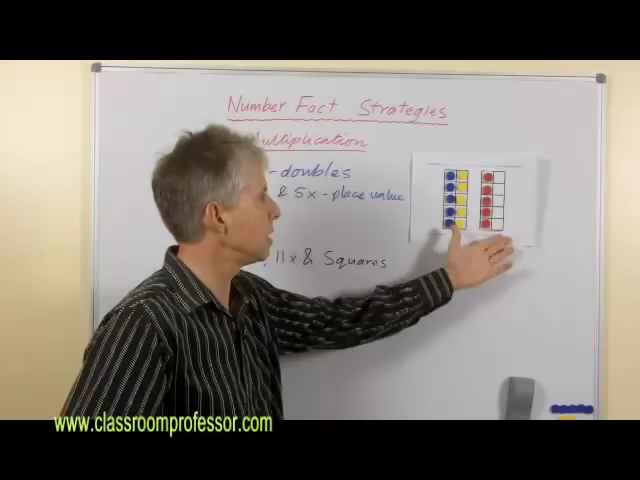 Number Fact Strategies
Multiplication
- doubles
& 5x - place value
11x & Squares
www.classroomprofessor.com